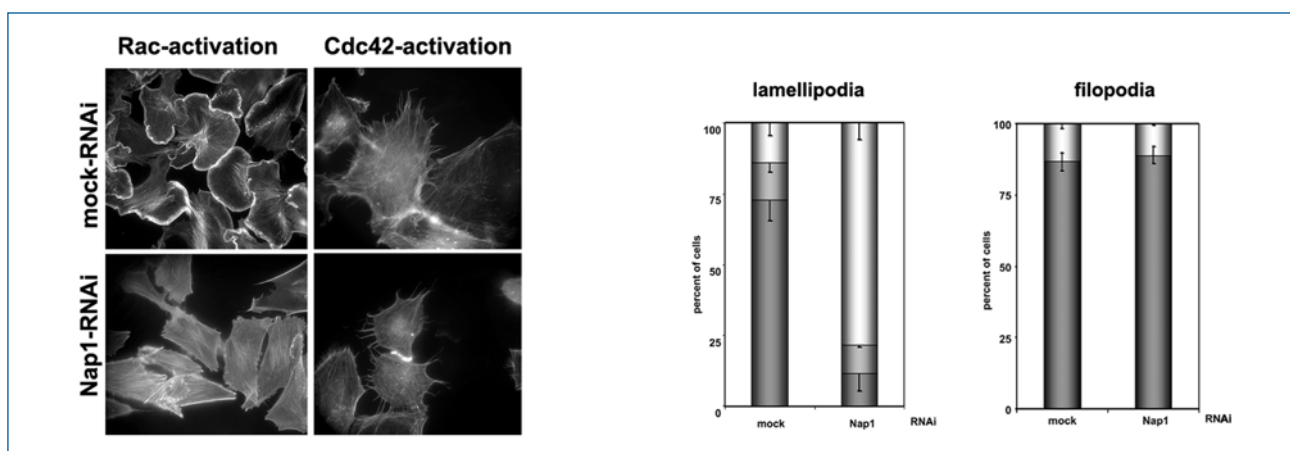 Rac-activation
Cdc42-activation
mock-RNAi
Nap1-RNAi
lamellipodia
percent of cells
100
75
50
25
0
mock
Nap1
RNAi
filopodia
percent of cells
100
75
50
25
0
mock
Nap1
RNAi